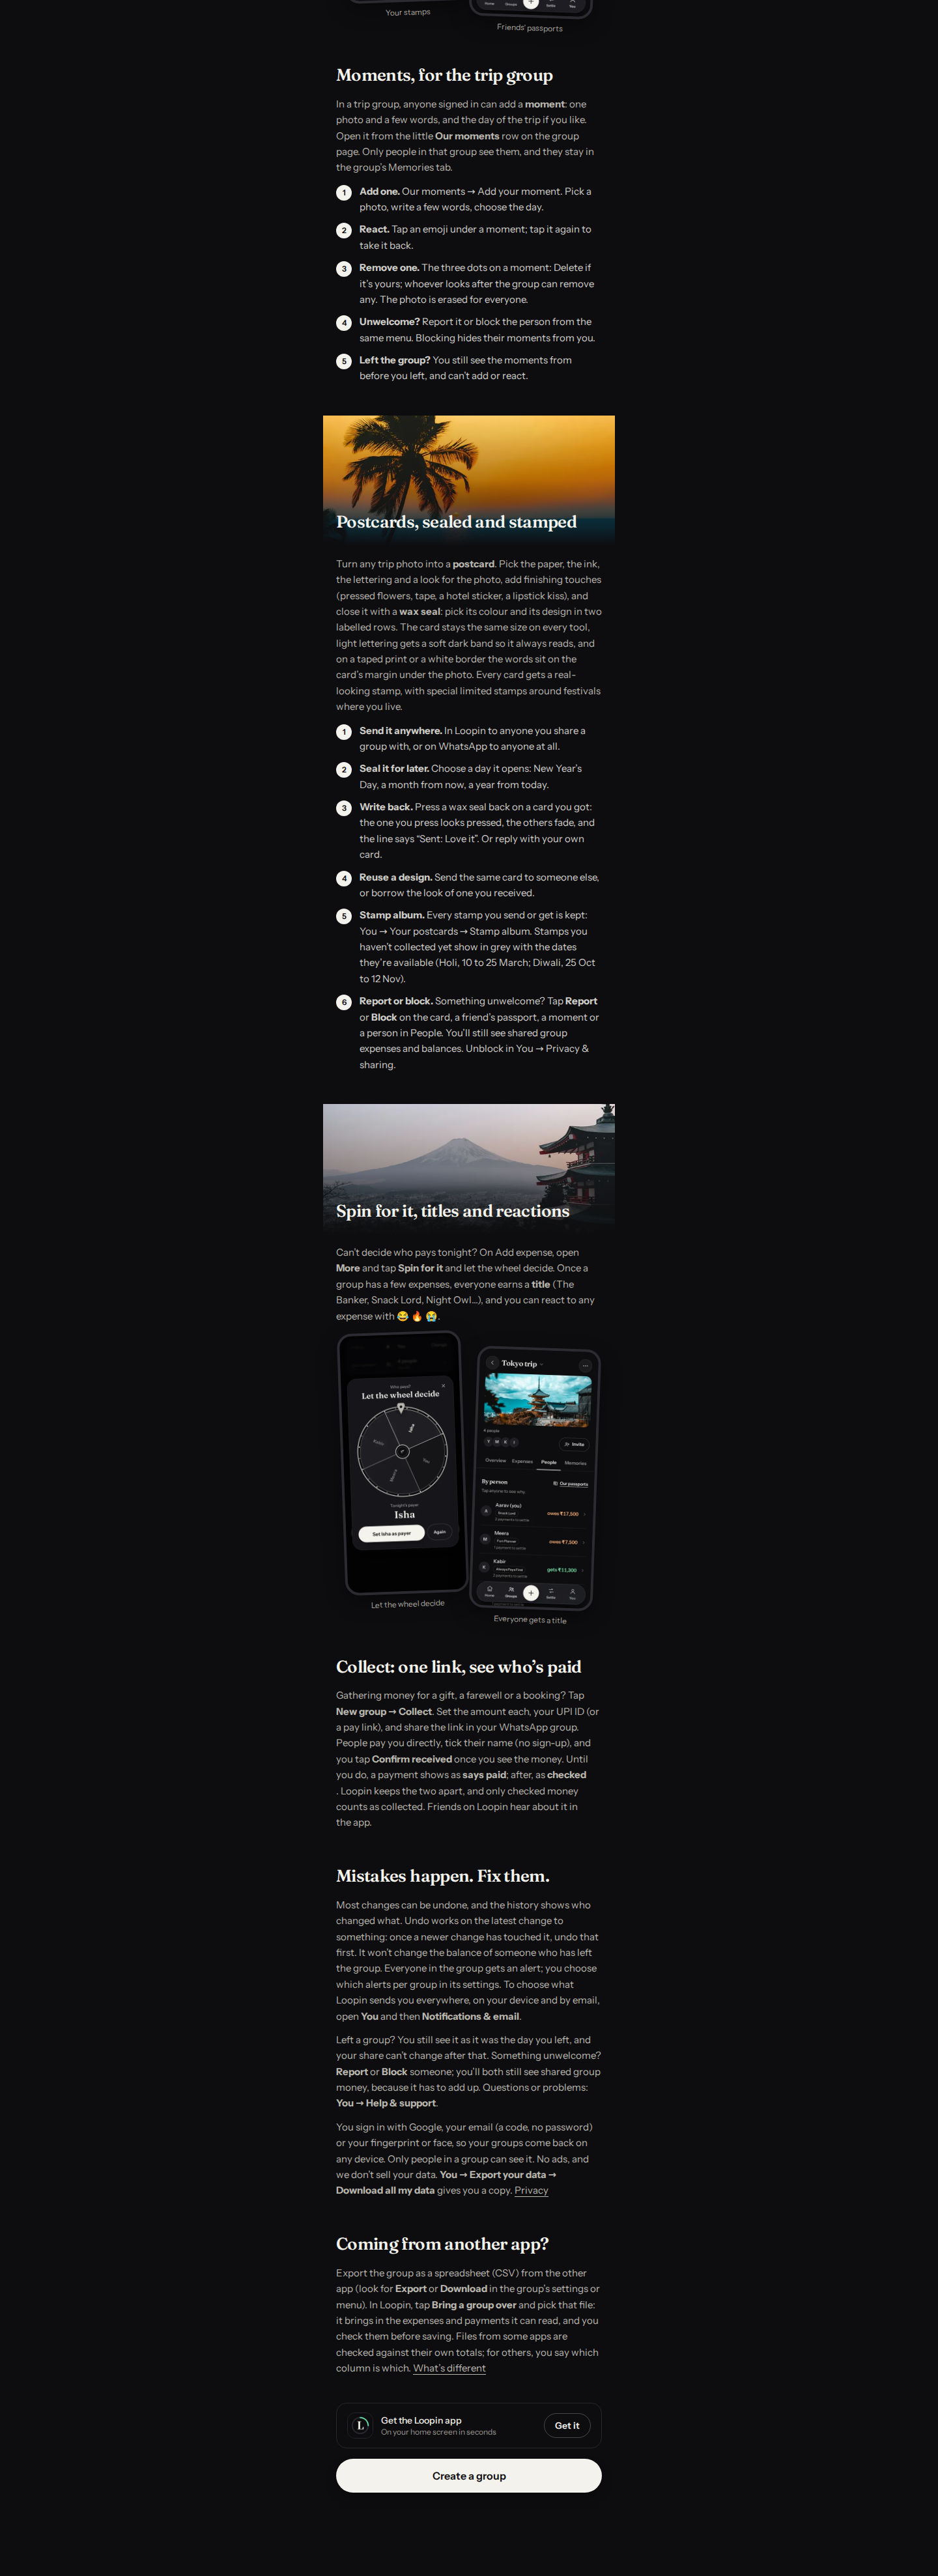 Your stamps
Home Groups + Settle You
Friends' passports
Moments, for the trip group
In a trip group, anyone signed in can add a moment: one
photo and a few words, and the day of the trip if you like.
Open it from the little Our moments row on the group
page. Only people in that group see them, and they stay in
the group's Memories tab.
1 Add one. Our moments → Add your moment. Pick a
photo, write a few words, choose the day.
2 React. Tap an emoji under a moment; tap it again to
take it back.
3 Remove one. The three dots on a moment: Delete if
it's yours; whoever looks after the group can remove
any. The photo is erased for everyone.
4 Unwelcome? Report it or block the person from the
same menu. Blocking hides their moments from you.
5 Left the group? You still see the moments from
before you left, and can't add or react.
Postcards, sealed and stamped
Turn any trip photo into a postcard. Pick the paper, the ink,
the lettering and a look for the photo, add finishing touches
(pressed flowers, tape, a hotel sticker, a lipstick kiss), and
close it with a wax seal: pick its colour and its design in two
labelled rows. The card stays the same size on every tool,
light lettering gets a soft dark band so it always reads, and
on a taped print or a white border the words sit on the
card's margin under the photo. Every card gets a real-
looking stamp, with special limited stamps around festivals
where you live.
1 Send it anywhere. In Loopin to anyone you share a
group with, or on WhatsApp to anyone at all.
2 Seal it for later. Choose a day it opens: New Year's
Day, a month from now, a year from today.
3 Write back. Press a wax seal back on a card you got:
the one you press looks pressed, the others fade, and
the line says “Sent: Love it”. Or reply with your own
card.
4 Reuse a design. Send the same card to someone else,
or borrow the look of one you received.
5 Stamp album. Every stamp you send or get is kept:
You → Your postcards → Stamp album. Stamps you
haven't collected yet show in grey with the dates
they're available (Holi, 10 to 25 March; Diwali, 25 Oct
to 12 Nov).
6 Report or block. Something unwelcome? Tap Report
or Block on the card, a friend's passport, a moment or
a person in People. You'll still see shared group
expenses and balances. Unblock in You → Privacy &
sharing.
Spin for it, titles and reactions
Can't decide who pays tonight? On Add expense, open
More and tap Spin for it and let the wheel decide. Once a
group has a few expenses, everyone earns a title (The
Banker, Snack Lord, Night Owl…), and you can react to any
expense with 😂 🔥 😭.
Who pays?
Let the wheel decide
Isha
Kabir
You
Meera
Tonight's payer
Isha
Set Isha as payer
Again
Let the wheel decide
Tokyo trip
4 people
Y M K I
Invite
Overview Expenses People Memories
By person
Our passports
Tap anyone to see why
A Aarav (you)
owes ₹17,500
2 payments to settle
M Meera
owes ₹7,500
1 payment to settle
K Kabir
gets ₹11,300
2 payments to settle
Home Groups + Settle You
Everyone gets a title
Collect: one link, see who's paid
Gathering money for a gift, a farewell or a booking? Tap
New group → Collect. Set the amount each, your UPI ID (or
a pay link), and share the link in your WhatsApp group.
People pay you directly, tick their name (no sign-up), and
you tap Confirm received once you see the money. Until
you do, a payment shows as says paid; after, as checked
. Loopin keeps the two apart, and only checked money
counts as collected. Friends on Loopin hear about it in
the app.
Mistakes happen. Fix them.
Most changes can be undone, and the history shows who
changed what. Undo works on the latest change to
something: once a newer change has touched it, undo that
first. It won't change the balance of someone who has left
the group. Everyone in the group gets an alert; you choose
which alerts per group in its settings. To choose what
Loopin sends you everywhere, on your device and by email,
open You and then Notifications & email.
Left a group? You still see it as it was the day you left, and
your share can't change after that. Something unwelcome?
Report or Block someone; you'll both still see shared group
money, because it has to add up. Questions or problems:
You → Help & support.
You sign in with Google, your email (a code, no password)
or your fingerprint or face, so your groups come back on
any device. Only people in a group can see it. No ads, and
we don't sell your data. You → Export your data →
Download all my data gives you a copy. Privacy
Coming from another app?
Export the group as a spreadsheet (CSV) from the other
app (look for Export or Download in the group's settings or
menu). In Loopin, tap Bring a group over and pick that file:
it brings in the expenses and payments it can read, and you
check them before saving. Files from some apps are
checked against their own totals; for others, you say which
column is which. What's different
L
Get the Loopin app
On your home screen in seconds
Get it
Create a group